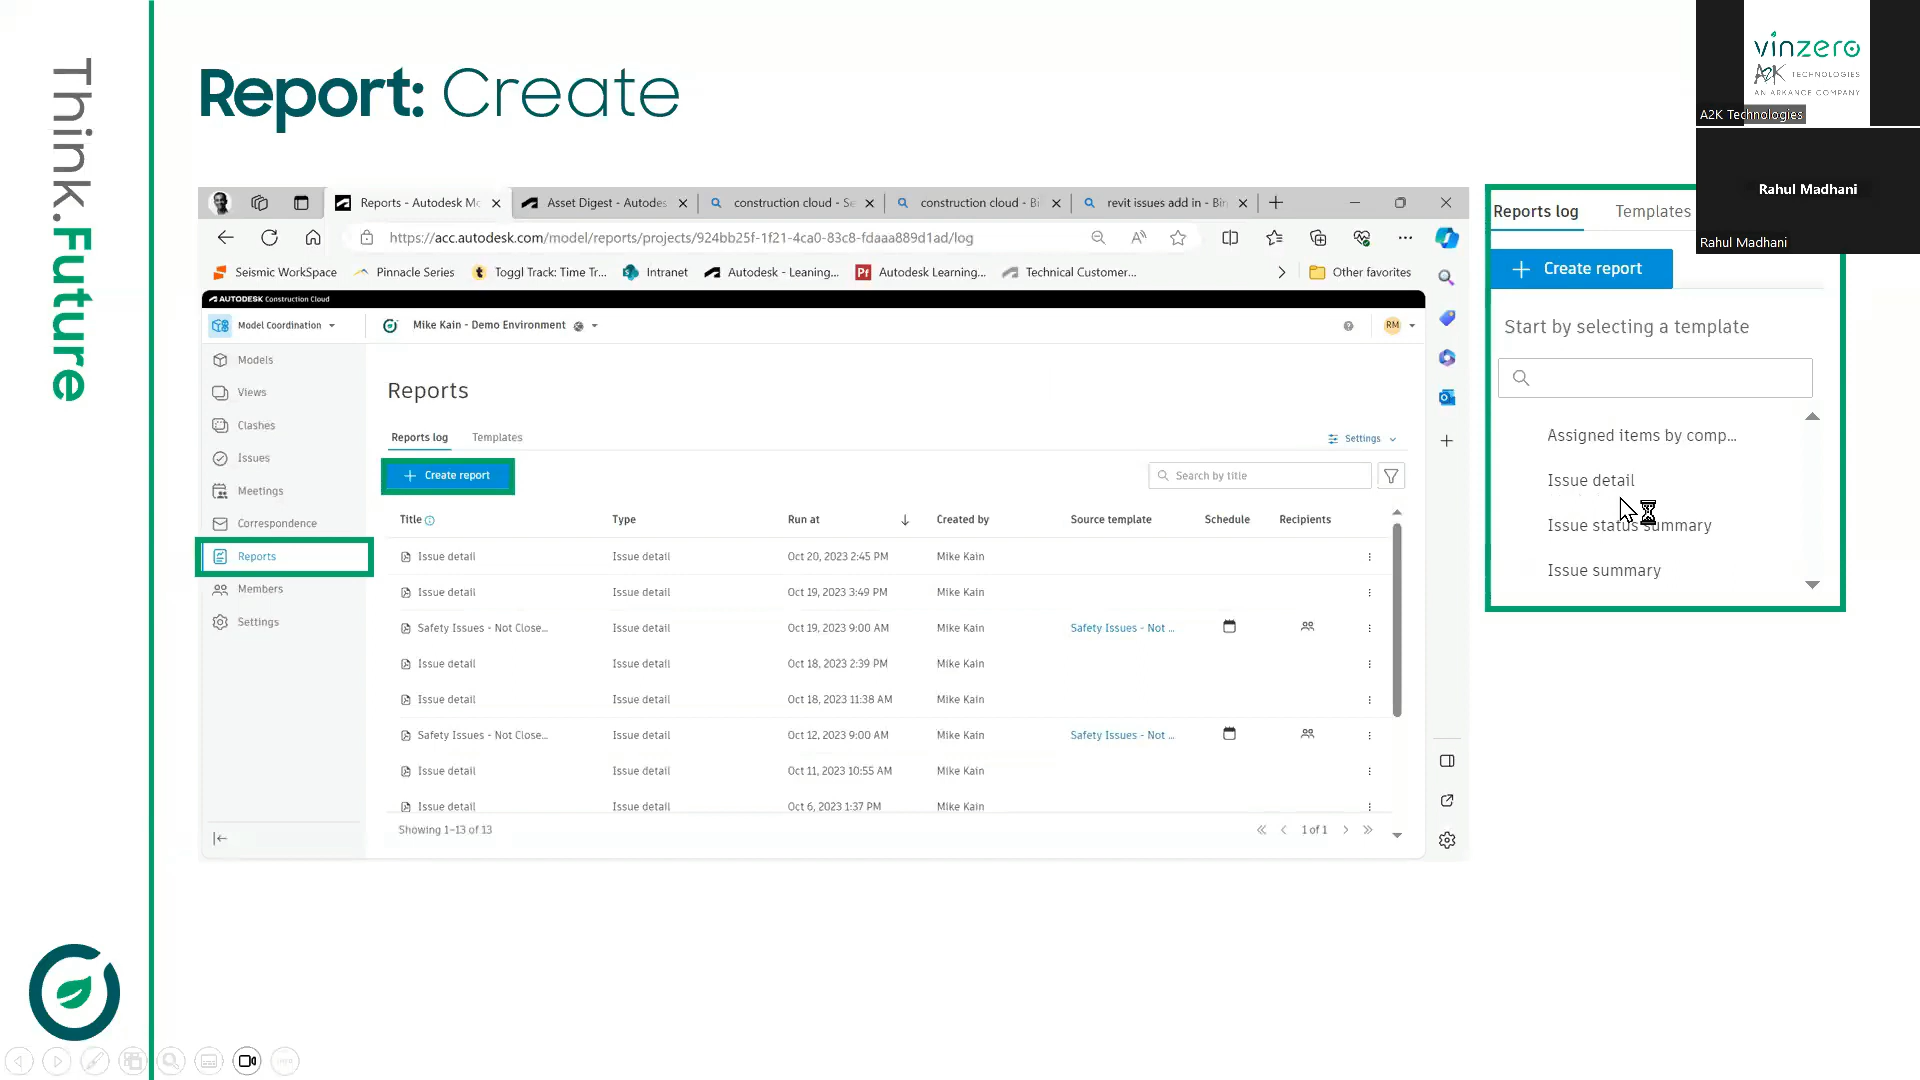 Think.Future
Report: Create
Reports - Autodesk Mo
Asset Digest - Autodes
construction cloud - Se
construction cloud - Bi
revit issues add in - Bin
https://acc.autodesk.com/model/reports/projects/924bb25f-1f21-4ca0-83c8-fdaaa889d1ad/log
Seismic WorkSpace
Pinnacle Series
Toggl Track: Time Tr...
Intranet
Autodesk - Leaning...
Autodesk Learning...
Technical Customer...
Other favorites
AUTODESK Construction Cloud
Model Coordination
Mike Kain - Demo Environment
RM
Models
Views
Clashes
Issues
Meetings
Correspondence
Reports
Members
Settings
Reports
Reports log Templates
Settings
Create report
Search by title
Title Type Run at Created by Source template Schedule Recipients
Issue detail Issue detail Oct 20, 2023 2:45 PM Mike Kain
Issue detail Issue detail Oct 19, 2023 3:49 PM Mike Kain
Safety Issues - Not Close... Issue detail Oct 19, 2023 9:00 AM Mike Kain Safety Issues - Not ...
Issue detail Issue detail Oct 18, 2023 2:39 PM Mike Kain
Issue detail Issue detail Oct 18, 2023 11:38 AM Mike Kain
Safety Issues - Not Close... Issue detail Oct 12, 2023 9:00 AM Mike Kain Safety Issues - Not ...
Issue detail Issue detail Oct 11, 2023 10:55 AM Mike Kain
Issue detail Issue detail Oct 6, 2023 1:37 PM Mike Kain
Showing 1-13 of 13
1 of 1
Reports log Templates
Create report
Start by selecting a template
Assigned items by comp...
Issue detail
Issue status summary
Issue summary
vinzero
A2K TECHNOLOGIES
AN ARKANCE COMPANY
A2K Technologies
Rahul Madhani
Rahul Madhani